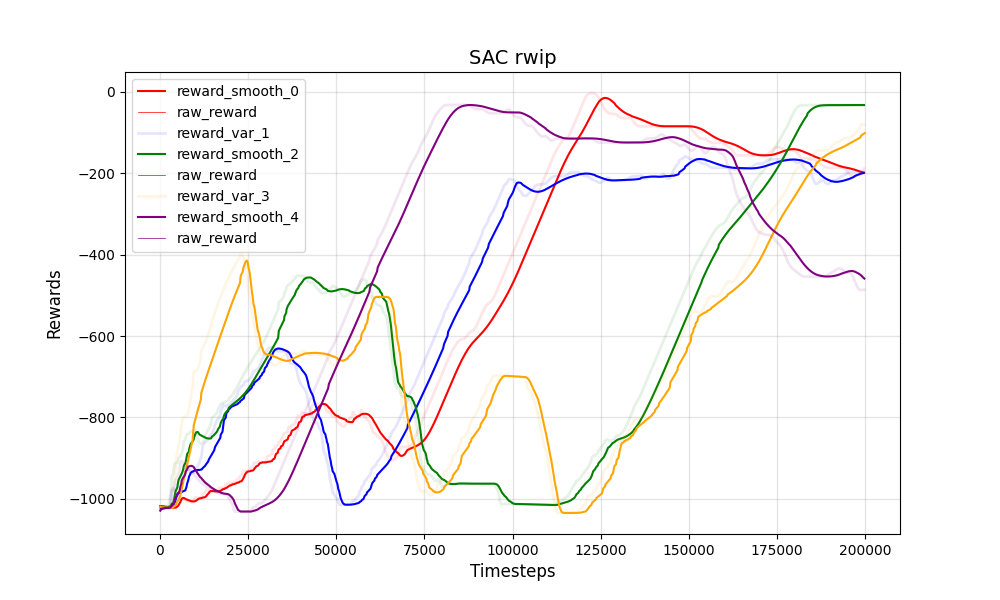 SAC rwip
reward_smooth_0
raw_reward
reward_var_1
reward_smooth_2
raw_reward
reward_var_3
reward_smooth_4
raw_reward
0
−200
−400
−600
−800
−1000
Rewards
0 25000 50000 75000 100000 125000 150000 175000 200000
Timesteps